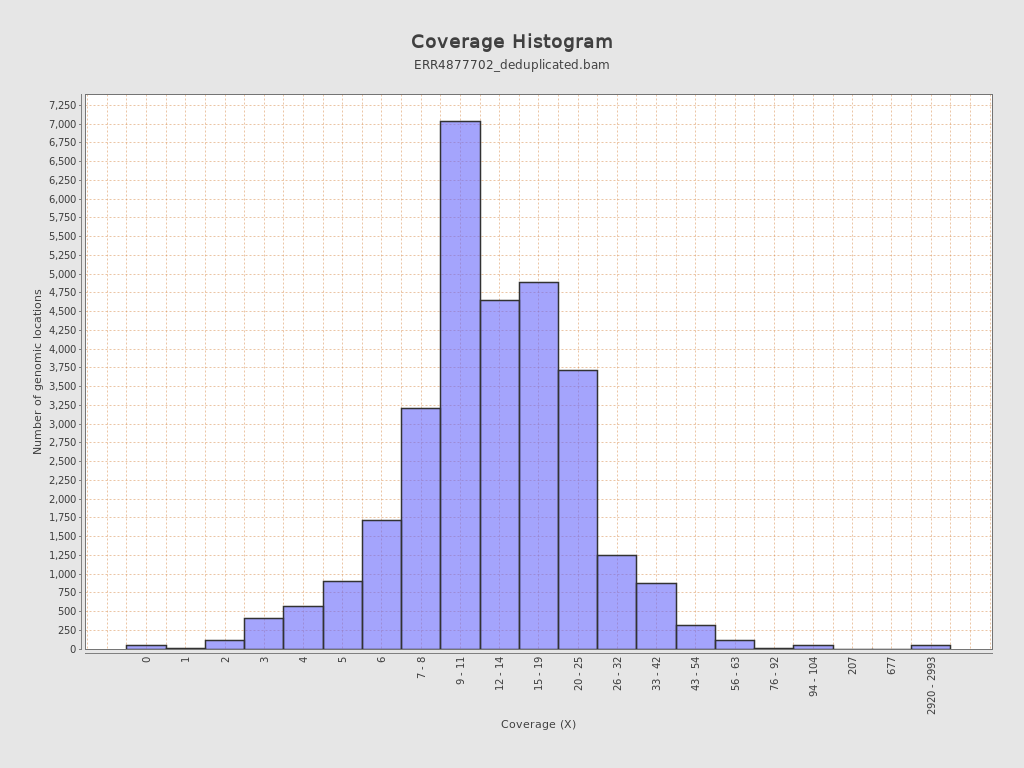 Coverage Histogram
ERR4877702_deduplicated.bam
Number of genomic locations
7,250
7,000
6,750
6,500
6,250
6,000
5,750
5,500
5,250
5,000
4,750
4,500
4,250
4,000
3,750
3,500
3,250
3,000
2,750
2,500
2,250
2,000
1,750
1,500
1,250
1,000
750
500
250
0
0
1
2
3
4
5
6
7 - 8
9 - 11
12 - 14
15 - 19
20 - 25
26 - 32
33 - 42
43 - 54
56 - 63
76 - 92
94 - 104
207
677
2920 - 2993
Coverage (X)